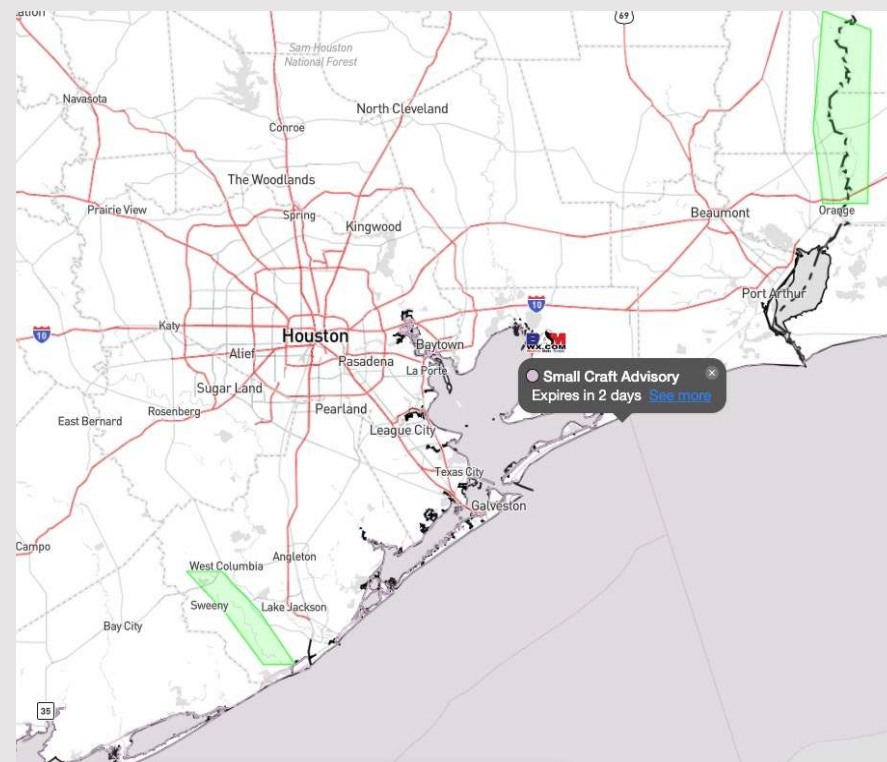 69
Sam Houston
National Forest
Navasota
North Cleveland
Conroe
The Woodlands
Prairie View
Spring
Kingwood
Beaumont
Orange
Port Arthur
10
10
Katy
Houston
Baytown
WX.COM
Alief
Pasadena
La Porte
Small Craft Advisory
Expires in 2 days See more
Sugar Land
Rosenberg
Pearland
East Bernard
League City
Texas City
Galveston
Campo
Angleton
West Columbia
Sweeny
Lake Jackson
Bay City
35